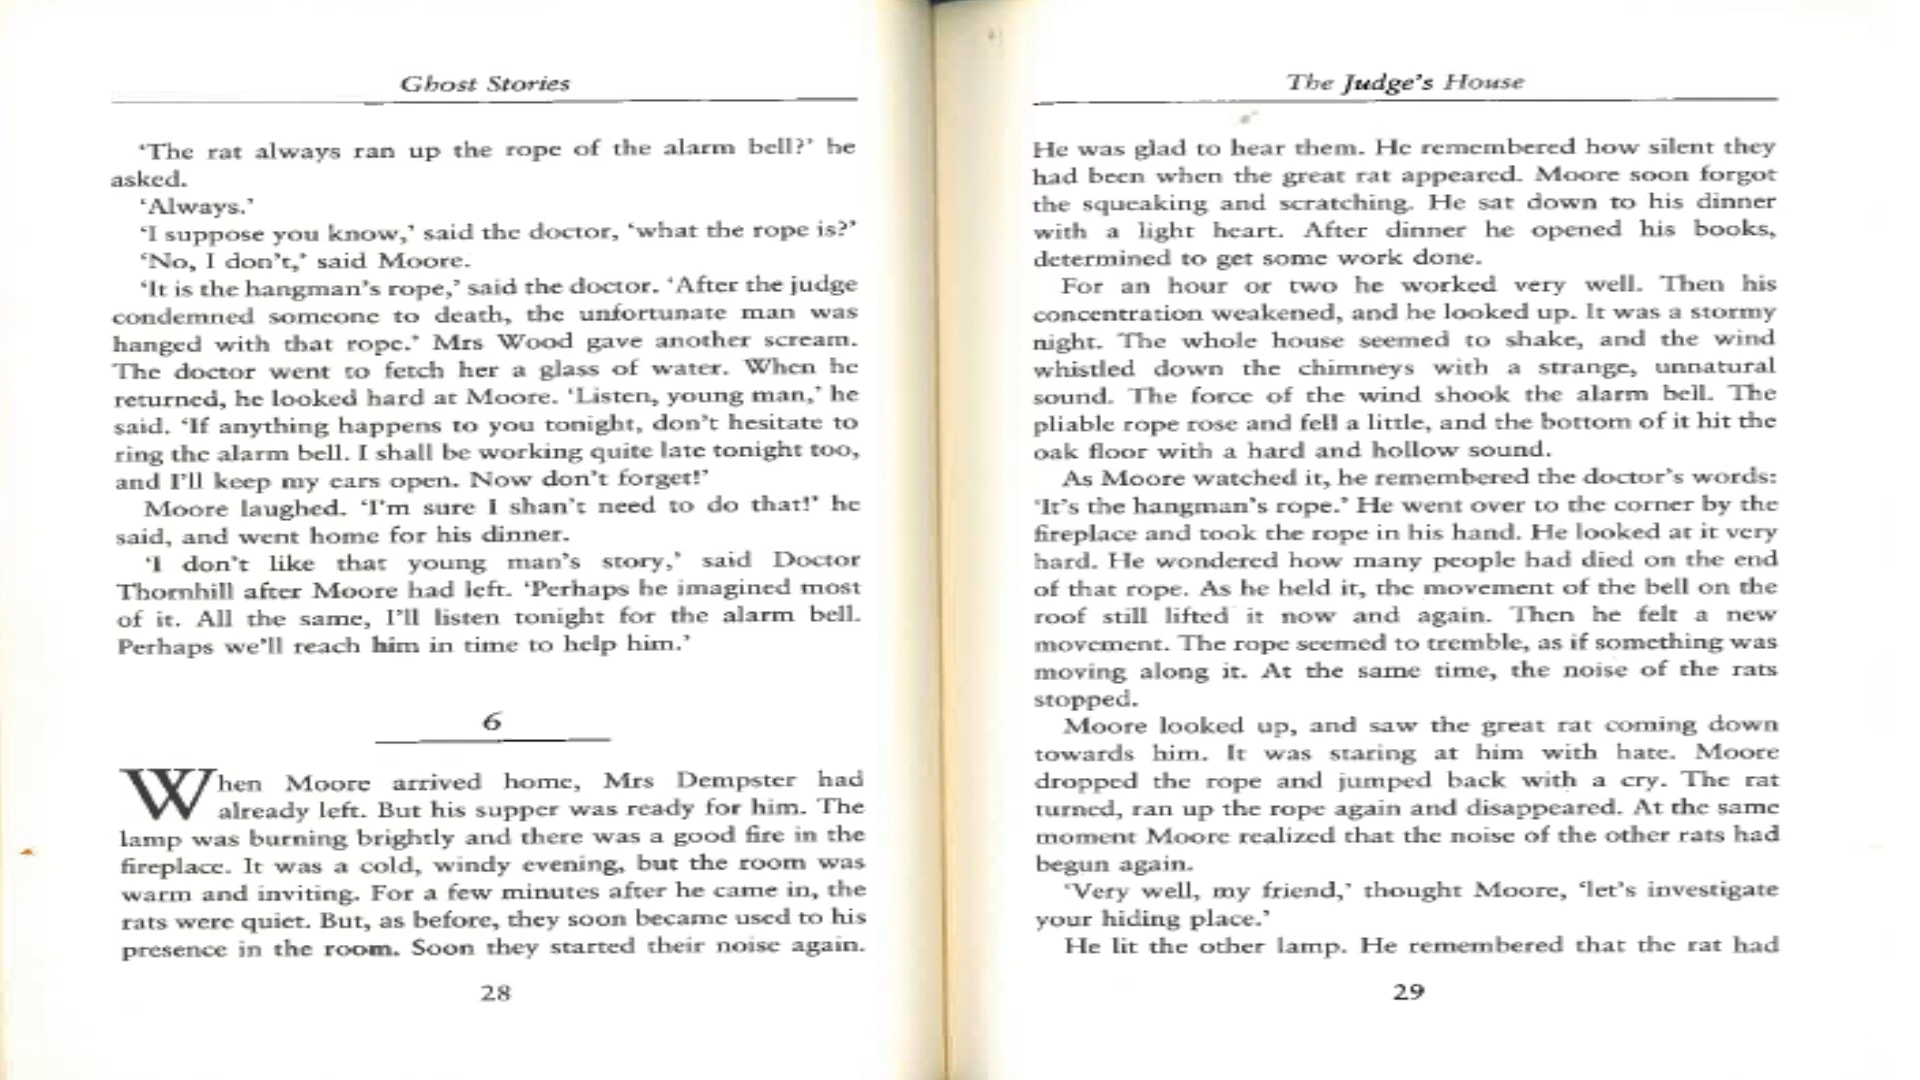 Ghost Stories
‘The rat always ran up the rope of the alarm bell?’ he
asked.
‘Always.’
‘I suppose you know,’ said the doctor, ‘what the rope is?’
‘No, I don’t,’ said Moore.
‘It is the hangman’s rope,’ said the doctor. ‘After the judge
condemned someone to death, the unfortunate man was
hanged with that rope.’ Mrs Wood gave another scream.
The doctor went to fetch her a glass of water. When he
returned, he looked hard at Moore. ‘Listen, young man,’ he
said. ‘If anything happens to you tonight, don’t hesitate to
ring the alarm bell. I shall be working quite late tonight too,
and I’ll keep my ears open. Now don’t forget!’
Moore laughed. ‘I’m sure I shan’t need to do that!’ he
said, and went home for his dinner.
‘I don’t like that young man’s story,’ said Doctor
Thornhill after Moore had left. ‘Perhaps he imagined most
of it. All the same, I’ll listen tonight for the alarm bell.
Perhaps we’ll reach him in time to help him.’
6
When Moore arrived home, Mrs Dempster had
already left. But his supper was ready for him. The
lamp was burning brightly and there was a good fire in the
fireplace. It was a cold, windy evening, but the room was
warm and inviting. For a few minutes after he came in, the
rats were quiet. But, as before, they soon became used to his
presence in the room. Soon they started their noise again.
28
The Judge’s House
He was glad to hear them. He remembered how silent they
had been when the great rat appeared. Moore soon forgot
the squeaking and scratching. He sat down to his dinner
with a light heart. After dinner he opened his books,
determined to get some work done.
For an hour or two he worked very well. Then his
concentration weakened, and he looked up. It was a stormy
night. The whole house seemed to shake, and the wind
whistled down the chimneys with a strange, unnatural
sound. The force of the wind shook the alarm bell. The
pliable rope rose and fell a little, and the bottom of it hit the
oak floor with a hard and hollow sound.
As Moore watched it, he remembered the doctor’s words:
‘It’s the hangman’s rope.’ He went over to the corner by the
fireplace and took the rope in his hand. He looked at it very
hard. He wondered how many people had died on the end
of that rope. As he held it, the movement of the bell on the
roof still lifted it now and again. Then he felt a new
movement. The rope seemed to tremble, as if something was
moving along it. At the same time, the noise of the rats
stopped.
Moore looked up, and saw the great rat coming down
towards him. It was staring at him with hate. Moore
dropped the rope and jumped back with a cry. The rat
turned, ran up the rope again and disappeared. At the same
moment Moore realized that the noise of the other rats had
begun again.
‘Very well, my friend,’ thought Moore, ‘let’s investigate
your hiding place.’
He lit the other lamp. He remembered that the rat had
29